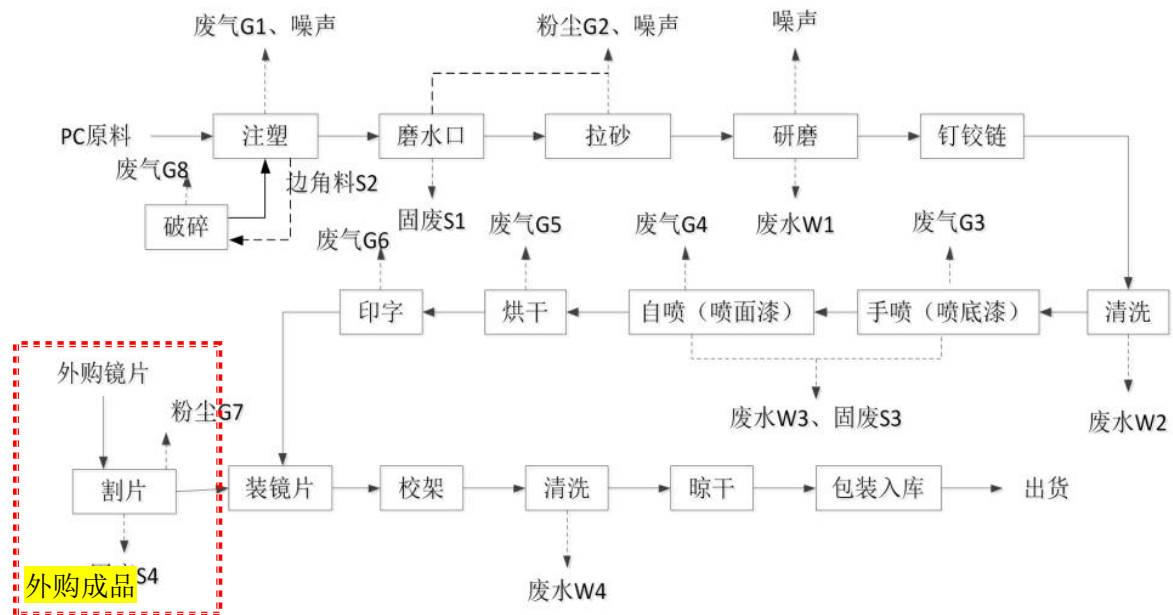 废气G1、噪声
粉尘G2、噪声
噪声
PC原料
注塑
磨水口
拉砂
研磨
钉铰链
废气G8
边角料S2
破碎
固废S1
废水W1
废气G6
废气G5
废气G4
废气G3
印字
烘干
自喷（喷面漆）
手喷（喷底漆）
清洗
外购镜片
粉尘G7
废水W3、固废S3
废水W2
割片
装镜片
校架
清洗
晾干
包装入库
出货
S4
外购成品
废水W4